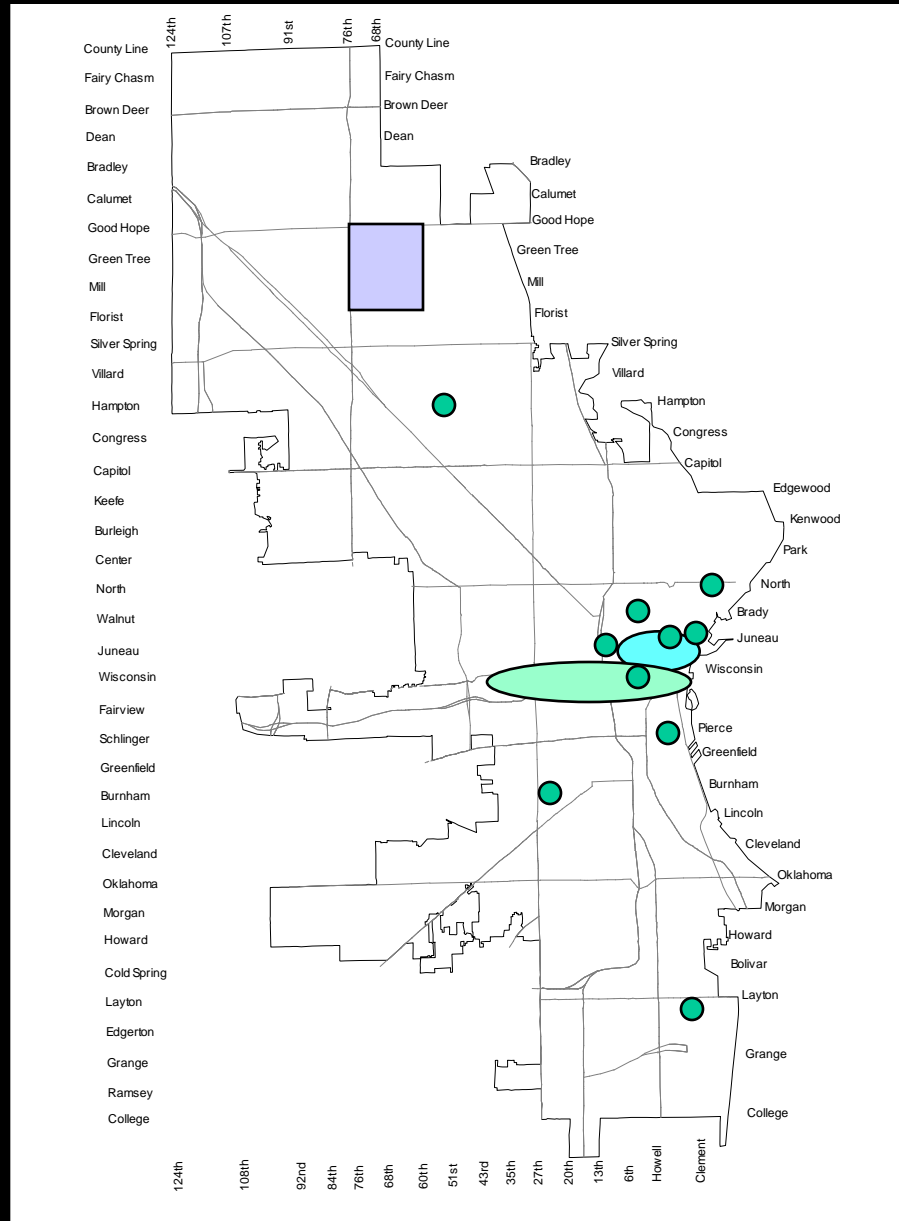 124th
107th
91st
76th
68th
County Line
County Line
Fairy Chasm
Fairy Chasm
Brown Deer
Brown Deer
Dean
Dean
Bradley
Bradley
Calumet
Calumet
Good Hope
Good Hope
Green Tree
Green Tree
Mill
Mill
Florist
Florist
Silver Spring
Silver Spring
Villard
Villard
Hampton
Hampton
Congress
Congress
Capitol
Capitol
Keefe
Edgewood
Burleigh
Kenwood
Center
Park
North
North
Walnut
Brady
Juneau
Juneau
Wisconsin
Wisconsin
Fairview
Pierce
Schlinger
Greenfield
Greenfield
Burnham
Burnham
Lincoln
Lincoln
Cleveland
Cleveland
Oklahoma
Oklahoma
Morgan
Morgan
Howard
Howard
Cold Spring
Bolivar
Layton
Layton
Edgerton
Grange
Grange
Ramsey
College
College
124th
108th
92nd
84th
76th
68th
60th
51st
43rd
35th
27th
20th
13th
6th
Howell
Clement